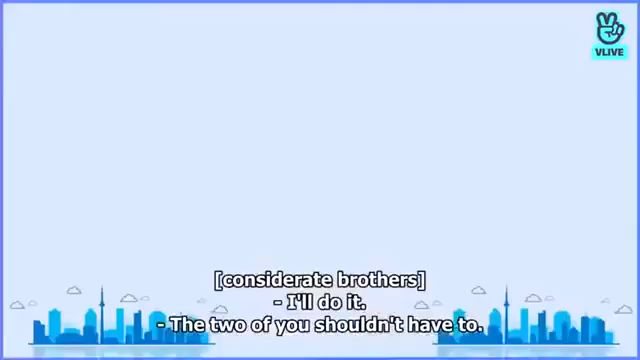 VLIVE
[considerate brothers]
- I'll do it.
- The two of you shouldn't have to.